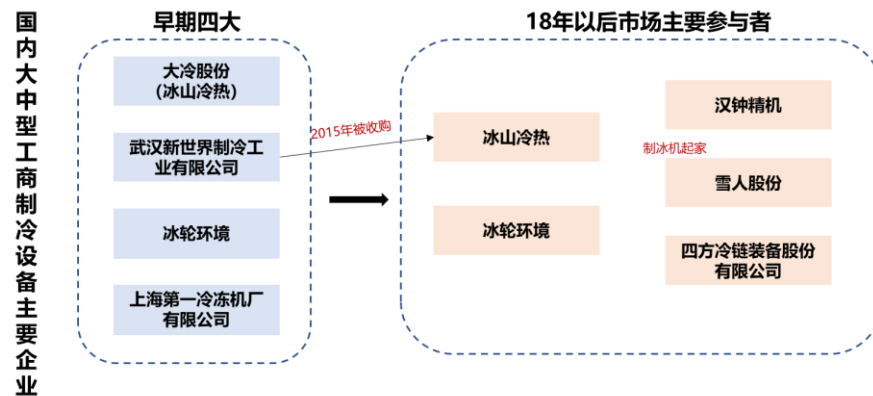 国内大中型工商制冷设备主要企业
早期四大
大冷股份
（冰山冷热）
武汉新世界制冷工
业有限公司
冰轮环境
上海第一冷冻机厂
有限公司
2015年被收购
18年以后市场主要参与者
冰山冷热
冰轮环境
汉钟精机
制冰机起家
雪人股份
四方冷链装备股份
有限公司